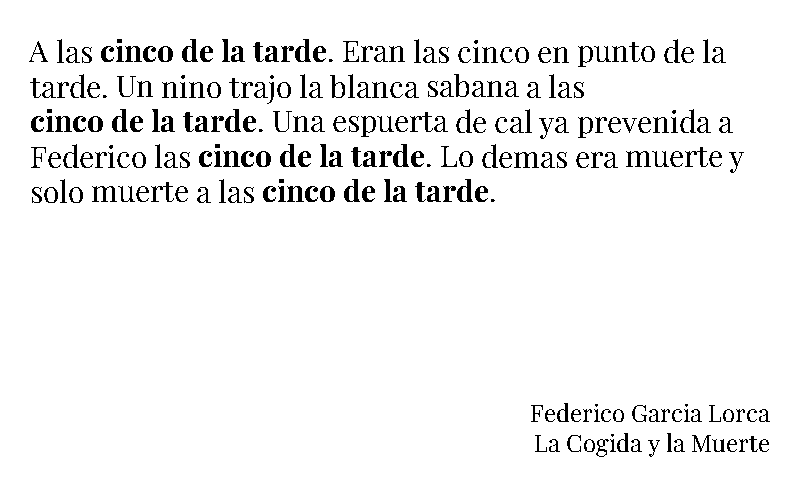 A las cinco de la tarde. Eran las cinco en punto de la
tarde. Un nino trajo la blanca sabana a las
cinco de la tarde. Una espuerta de cal ya prevenida a
Federico las cinco de la tarde. Lo demas era muerte y
solo muerte a las cinco de la tarde.
Federico Garcia Lorca
La Cogida y la Muerte